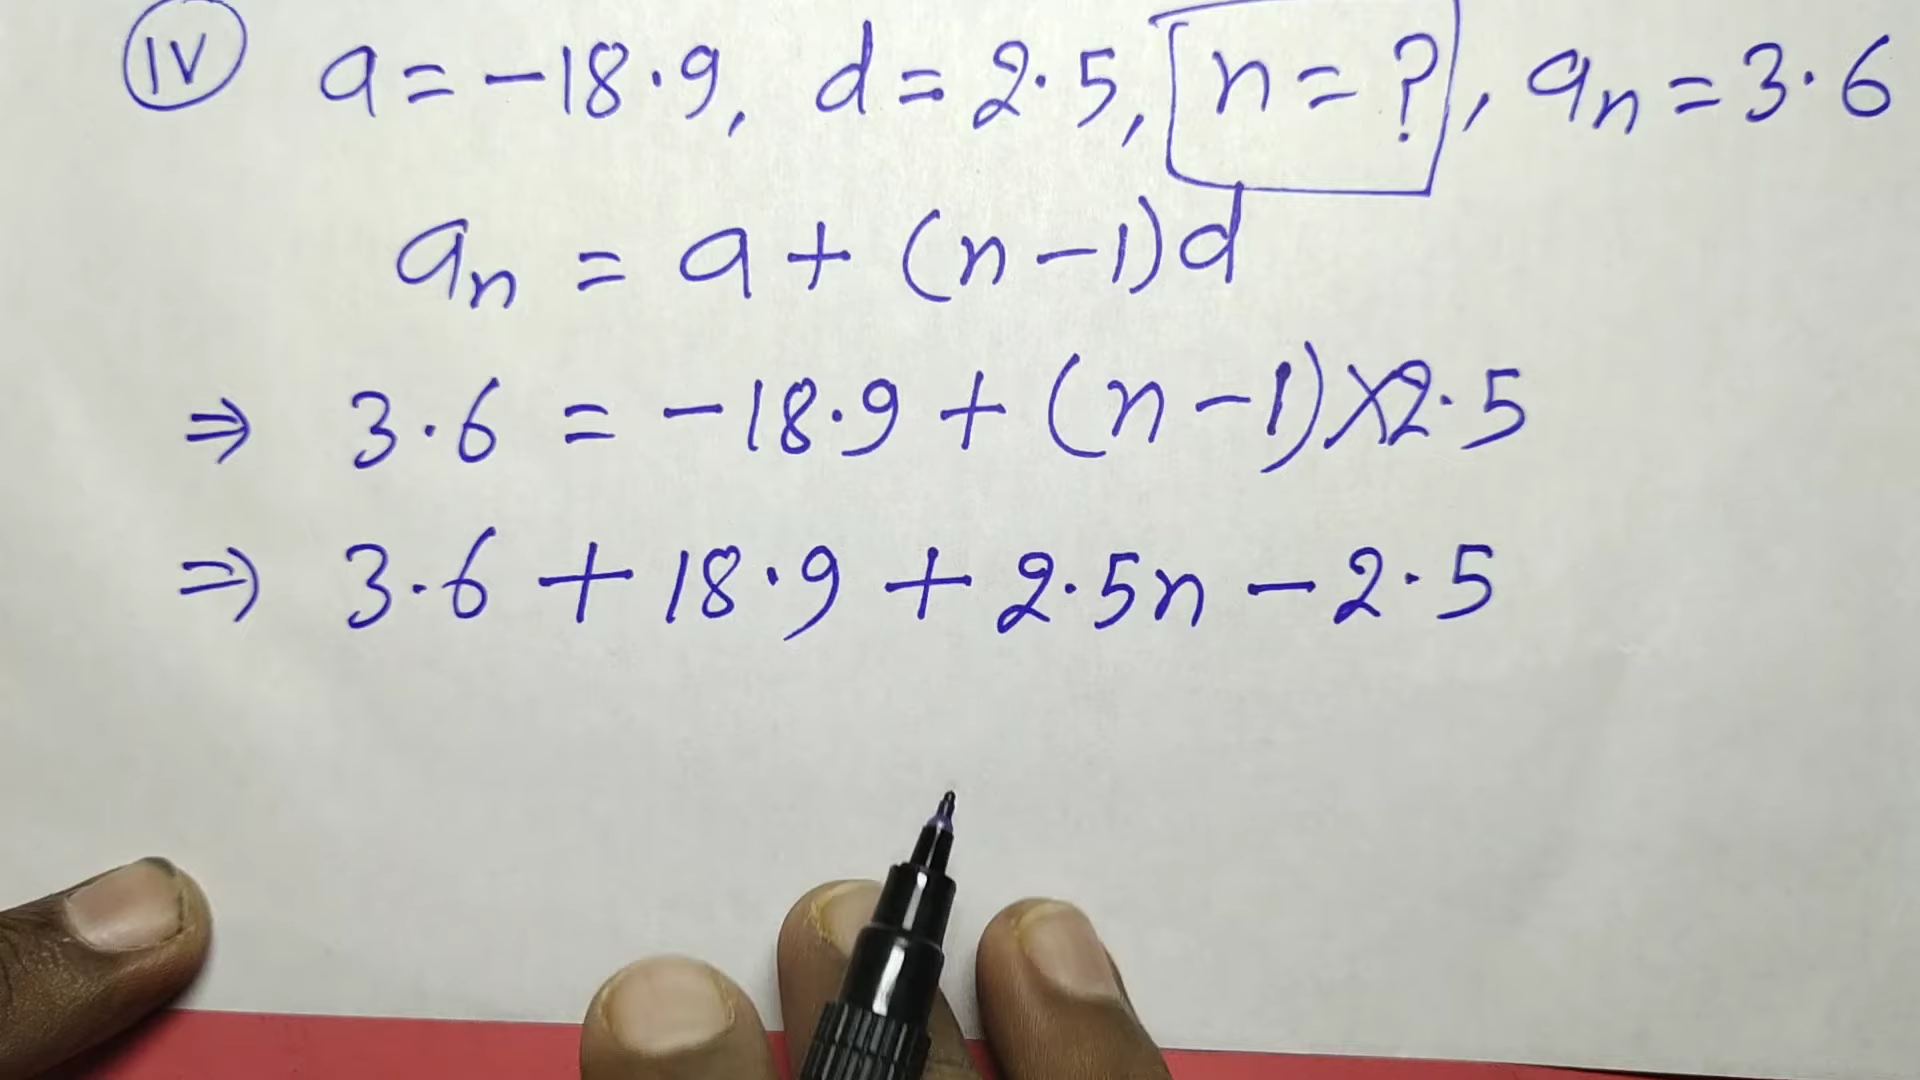 (iv) a = -18.9, d = 2.5, n = ?, aₙ = 3.6
aₙ = a + (n-1)d
⇒ 3.6 = -18.9 + (n-1)×2.5
⇒ 3.6 + 18.9 + 2.5n - 2.5